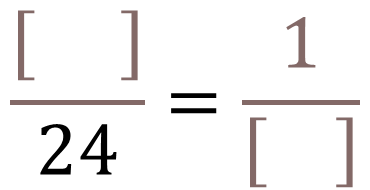 [ ]/24 = 1/[ ]